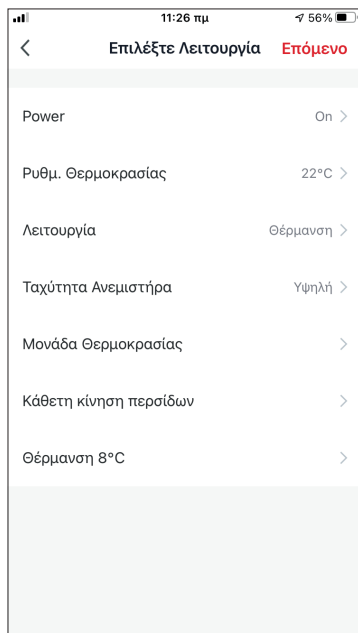 11:26 πμ 56%
Επιλέξτε Λειτουργία Επόμενο
Power On
Ρυθμ. Θερμοκρασίας 22°C
Λειτουργία Θέρμανση
Ταχύτητα Ανεμιστήρα Υψηλή
Μονάδα Θερμοκρασίας
Κάθετη κίνηση περσίδων
Θέρμανση 8°C